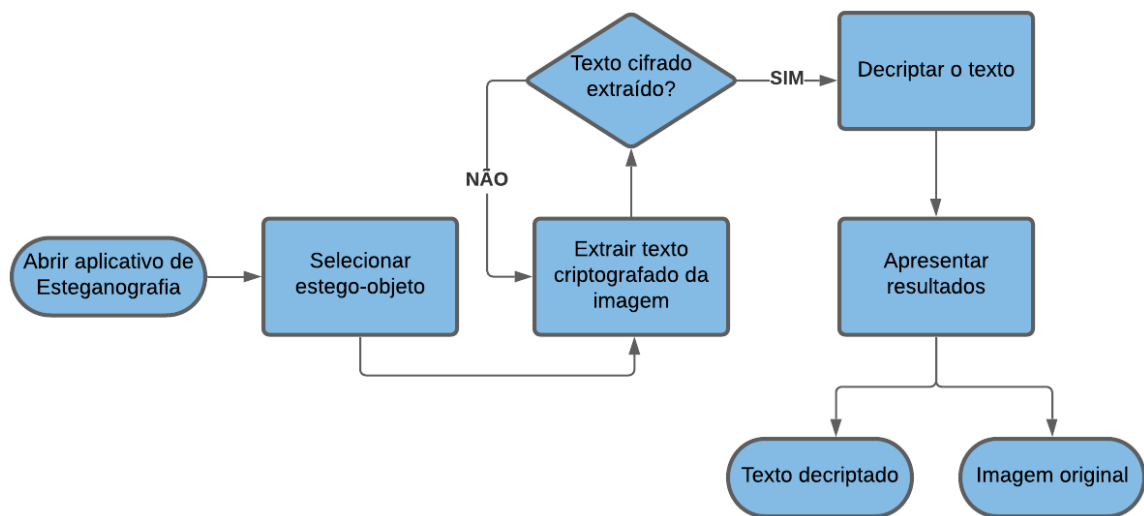 Abrir aplicativo de
Esteganografia
Selecionar
estego-objeto
Extrair texto
criptografado da
imagem
Texto cifrado
extraído?
NÃO
SIM
Decriptar o texto
Apresentar
resultados
Texto decriptado
Imagem original